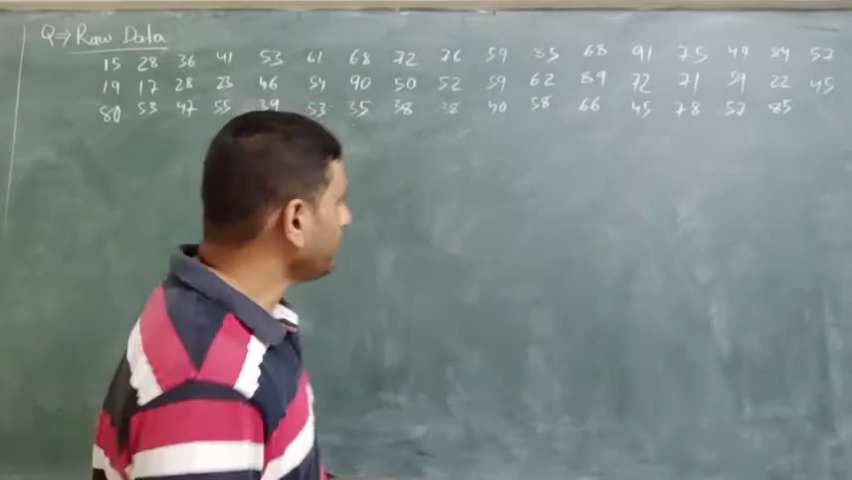 Q⇒ Raw Data
15 28 36 41 53 61 68 72 76 59 85 68 91 75 49 84 52
19 17 28 23 46 54 90 50 52 59 62 89 72 71 59 22 45
80 53 47 55 39 53 35 38 38 40 58 66 45 78 52 85